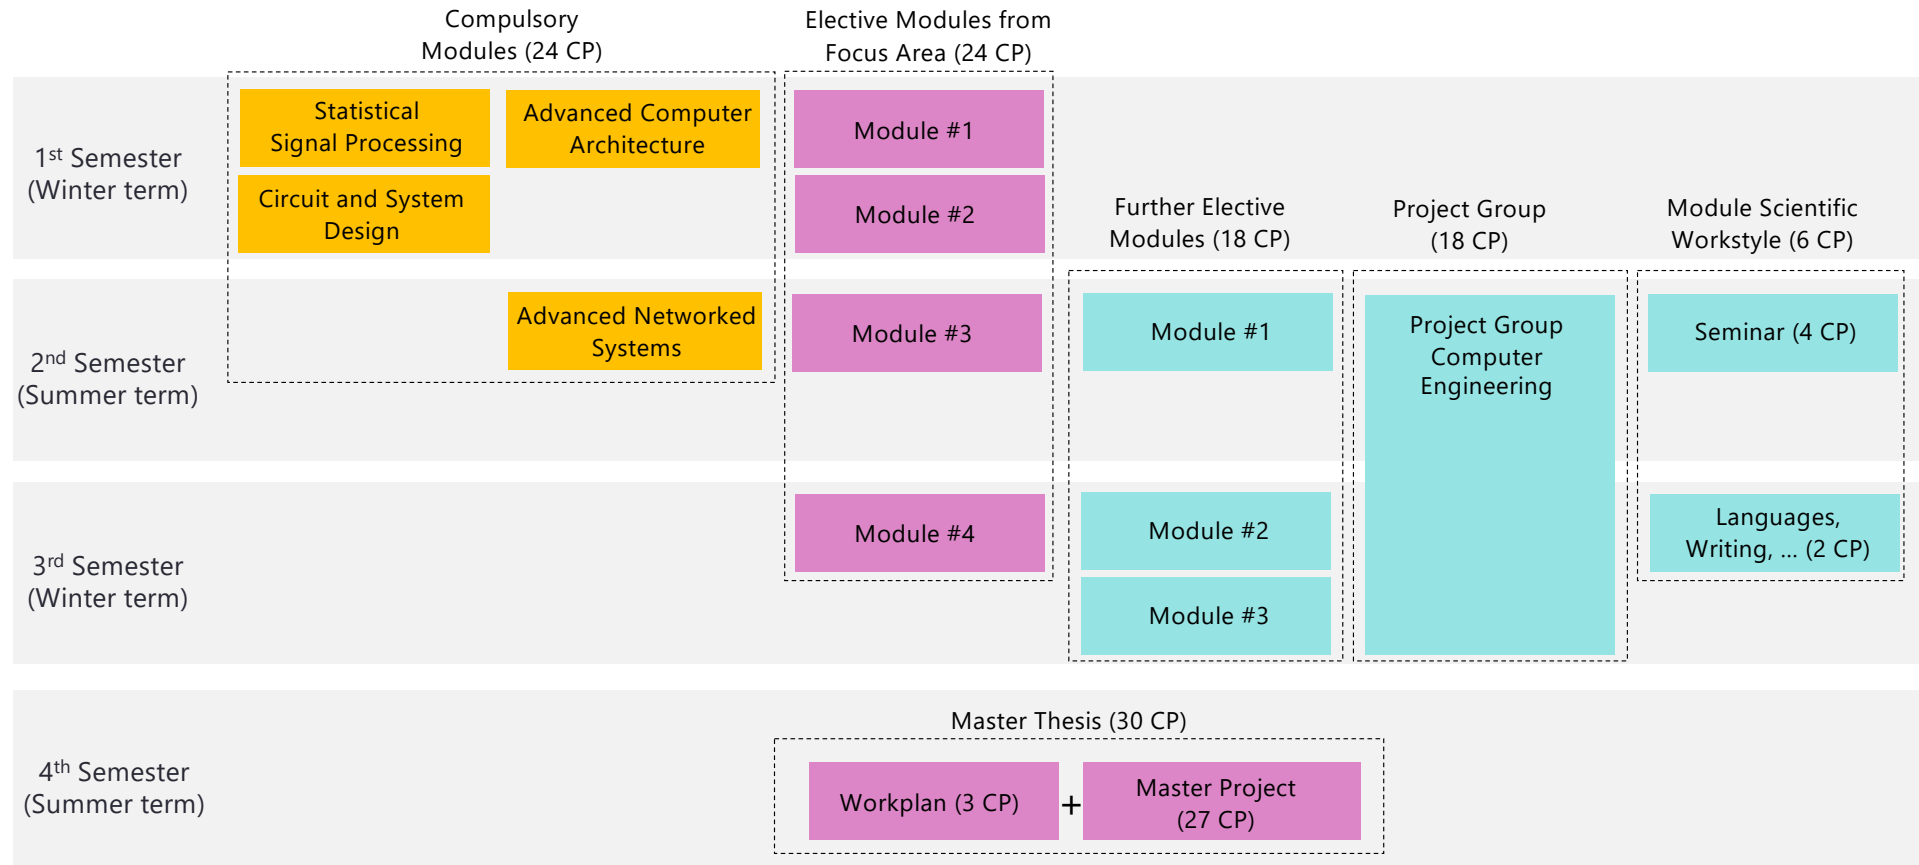 Compulsory
Modules (24 CP)
Elective Modules from
Focus Area (24 CP)
1st Semester
(Winter term)
Statistical
Signal Processing
Advanced Computer
Architecture
Circuit and System
Design
Module #1
Module #2
Further Elective
Modules (18 CP)
Project Group
(18 CP)
Module Scientific
Workstyle (6 CP)
2nd Semester
(Summer term)
Advanced Networked
Systems
Module #3
Module #1
Project Group
Computer
Engineering
Seminar (4 CP)
3rd Semester
(Winter term)
Module #4
Module #2
Module #3
Languages,
Writing, ... (2 CP)
4th Semester
(Summer term)
Master Thesis (30 CP)
Workplan (3 CP)
+
Master Project
(27 CP)